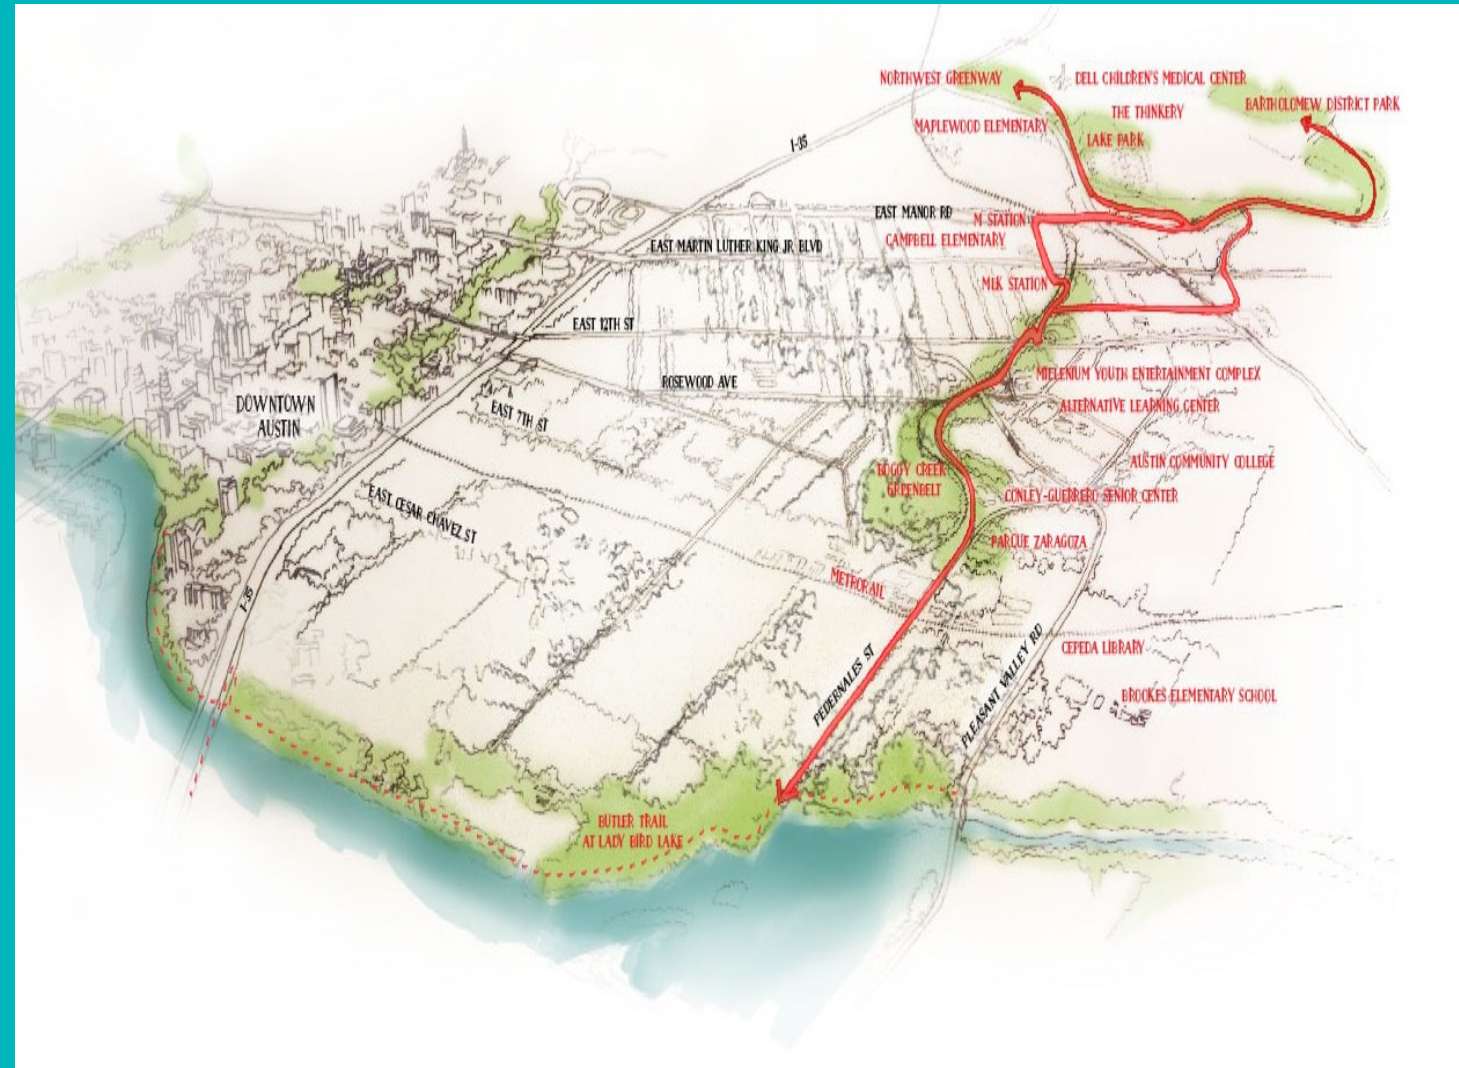 NORTHWEST GREENWAY
DELL CHILDREN'S MEDICAL CENTER
BARTHOLOMEW DISTRICT PARK
THE THINKERY
MAPLEWOOD ELEMENTARY
LAKE PARK
I-35
EAST MANOR RD
M STATION
CAMPBELL ELEMENTARY
EAST MARTIN LUTHER KING JR BLVD
MLK STATION
EAST 12TH ST
ROSEWOOD AVE
MILENIUM YOUTH ENTERTAINMENT COMPLEX
ALTERNATIVE LEARNING CENTER
DOWNTOWN
AUSTIN
EAST 7TH ST
AUSTIN COMMUNITY COLLEGE
BOGGY CREEK
GREENBELT
CONLEY-GUERRERO SENIOR CENTER
EAST CESAR CHAVEZ ST
PARQUE ZARAGOZA
METRORAIL
I-35
CEPEDA LIBRARY
PEDERNALES ST
PLEASANT VALLEY RD
BROOKES ELEMENTARY SCHOOL
BUTLER TRAIL
AT LADY BIRD LAKE